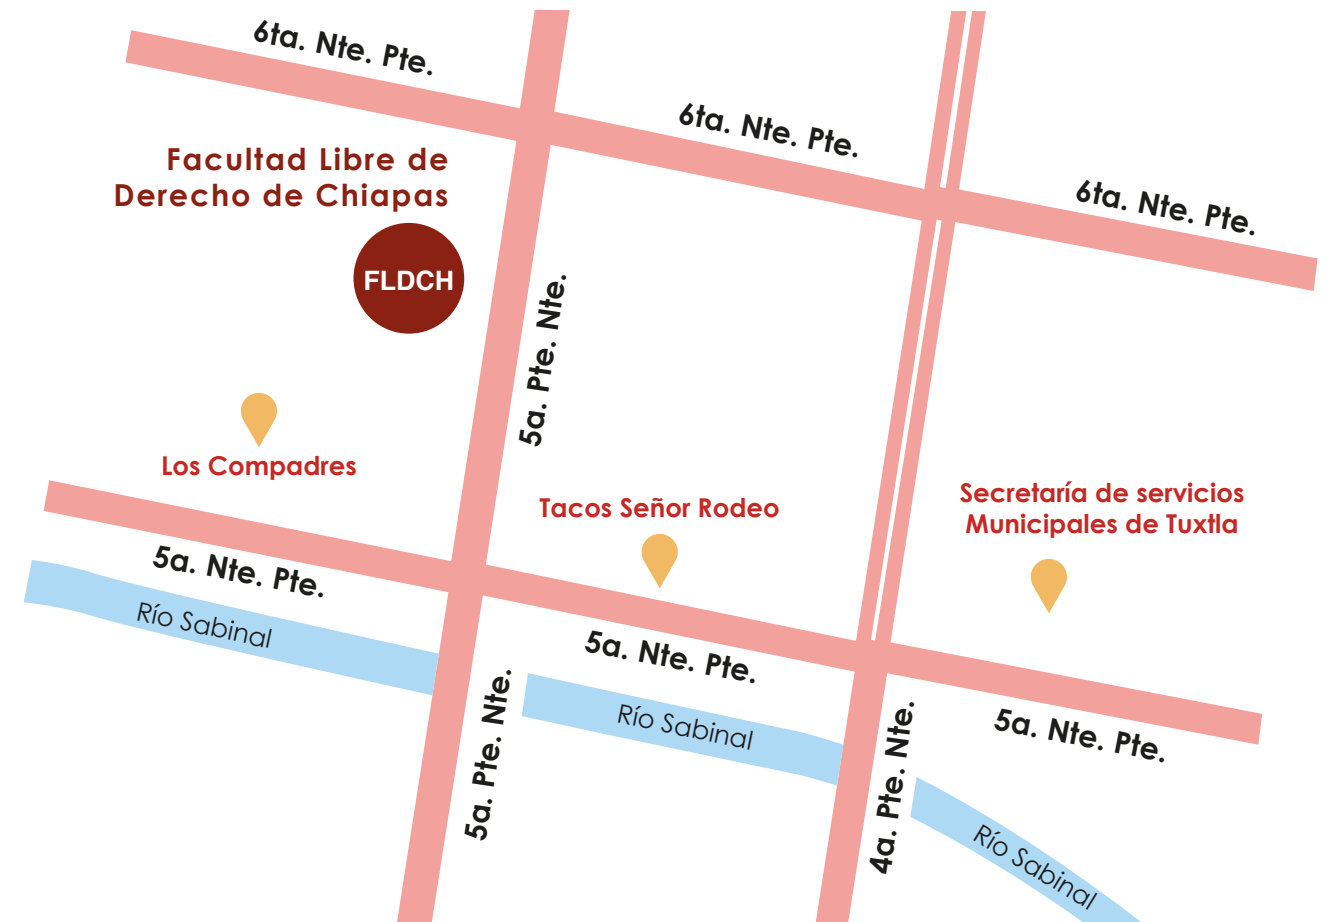 6ta. Nte. Pte.
6ta. Nte. Pte.
6ta. Nte. Pte.
Facultad Libre de
Derecho de Chiapas
FLDCH
5a. Pte. Nte.
Los Compadres
Tacos Señor Rodeo
Secretaría de servicios
Municipales de Tuxtla
5a. Nte. Pte.
Río Sabinal
5a. Nte. Pte.
Río Sabinal
5a. Pte. Nte.
4a. Pte. Nte.
5a. Nte. Pte.
Río Sabinal